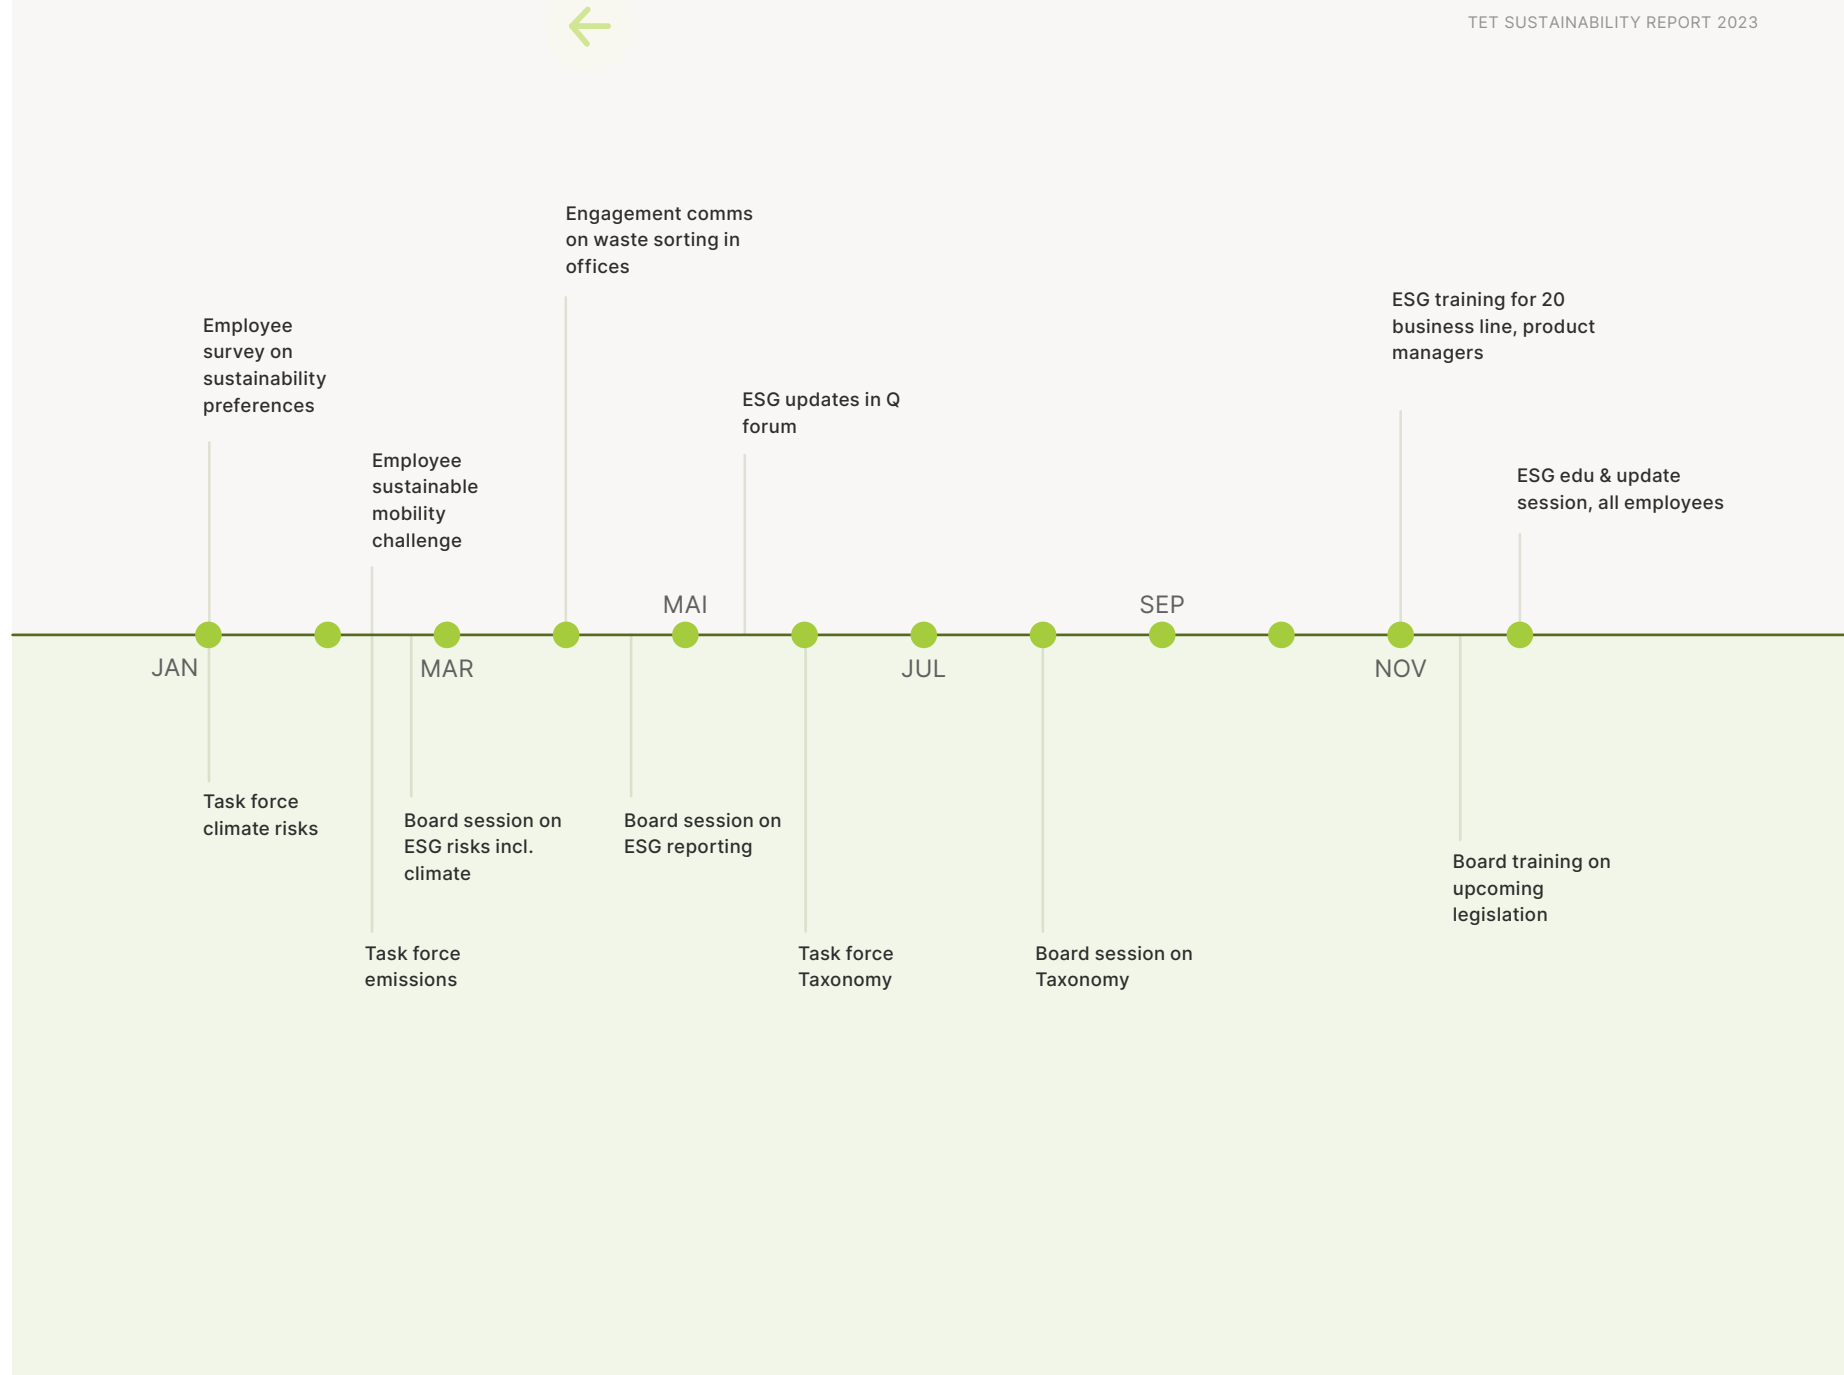 TET SUSTAINABILITY REPORT 2023
Engagement comms
on waste sorting in
offices
ESG training for 20
business line, product
managers
Employee
survey on
sustainability
preferences
ESG updates in Q
forum
Employee
sustainable
mobility
challenge
ESG edu & update
session, all employees
MAI
SEP
JAN
MAR
JUL
NOV
Task force
climate risks
Board session on
ESG risks incl.
climate
Board session on
ESG reporting
Board training on
upcoming
legislation
Task force
emissions
Task force
Taxonomy
Board session on
Taxonomy